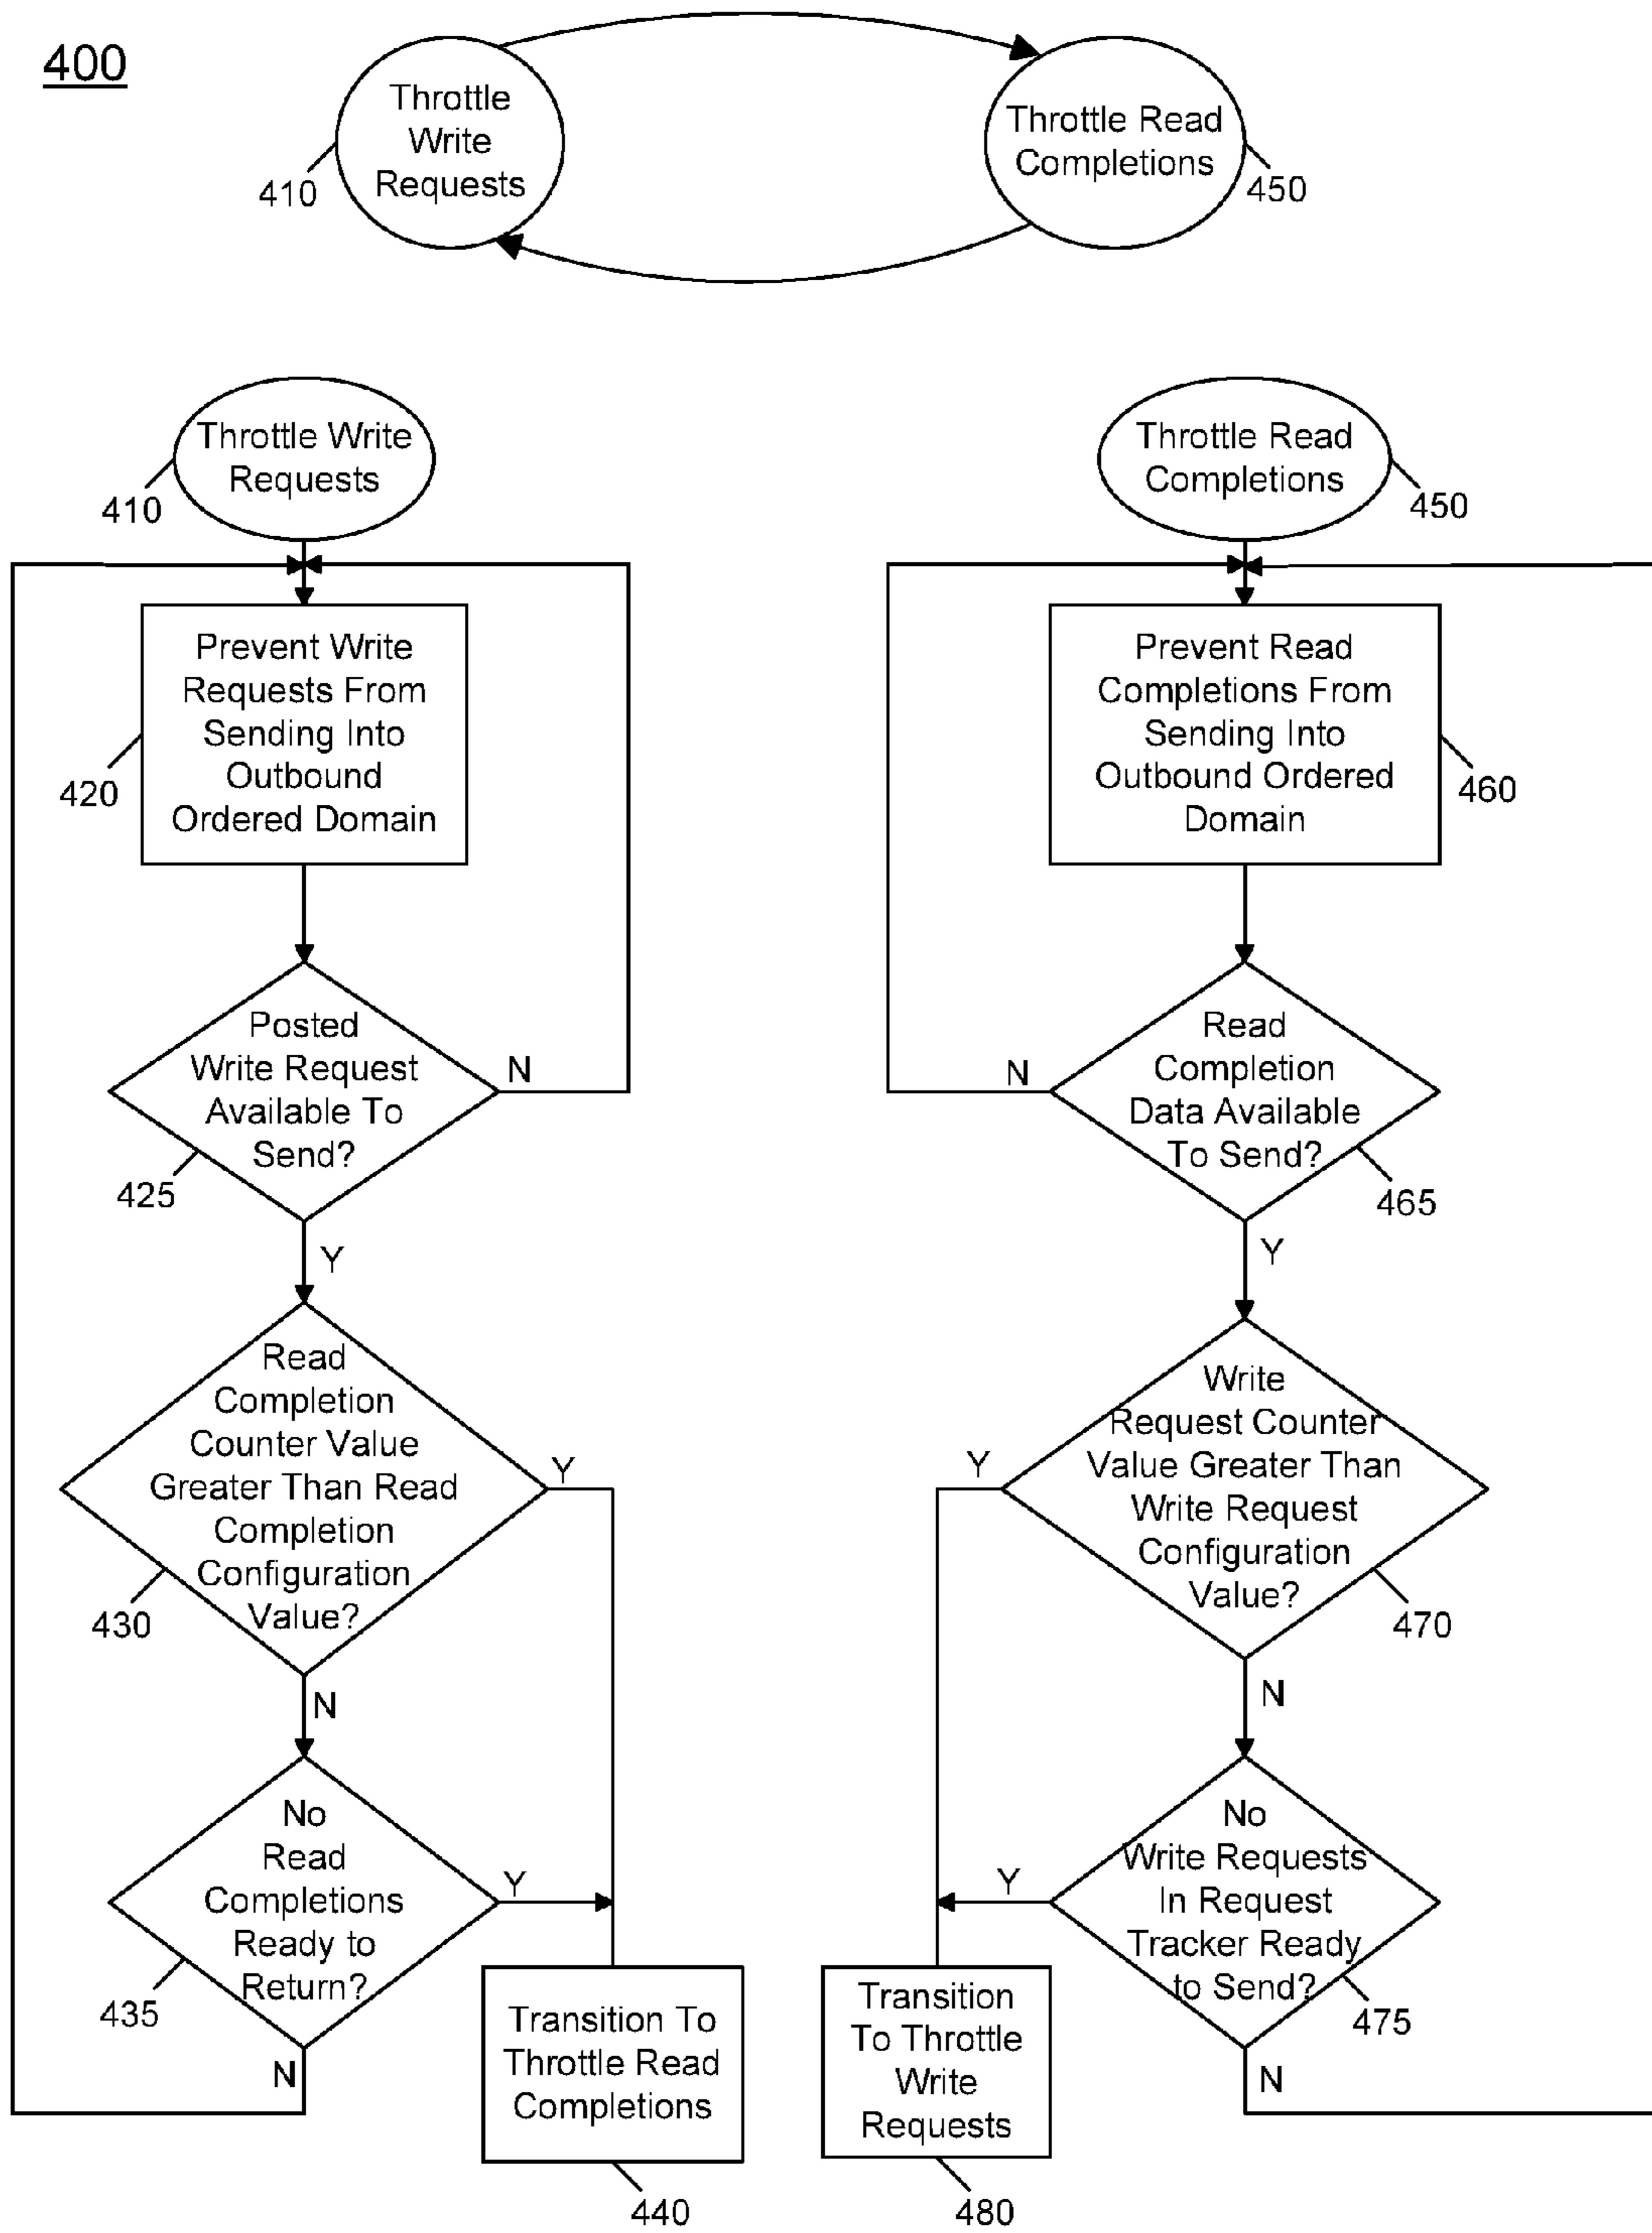 400
Throttle
Write
Requests
410
Throttle Read
Completions
450
Throttle Write
Requests
410
Prevent Write
Requests From
Sending Into
Outbound
Ordered Domain
420
Posted
Write Request
Available To
Send?
N
425
Y
Read
Completion
Counter Value
Greater Than Read
Completion
Configuration
Value?
Y
430
N
No
Read
Completions
Ready to
Return?
Y
435
N
Transition To
Throttle Read
Completions
440
Throttle Read
Completions
450
Prevent Read
Completions From
Sending Into
Outbound Ordered
Domain
460
Read
Completion
Data Available
To Send?
N
465
Y
Write
Request Counter
Value Greater Than
Write Request
Configuration
Value?
Y
470
N
No
Write Requests
In Request
Tracker Ready
to Send?
Y
475
N
Transition
To Throttle
Write
Requests
480